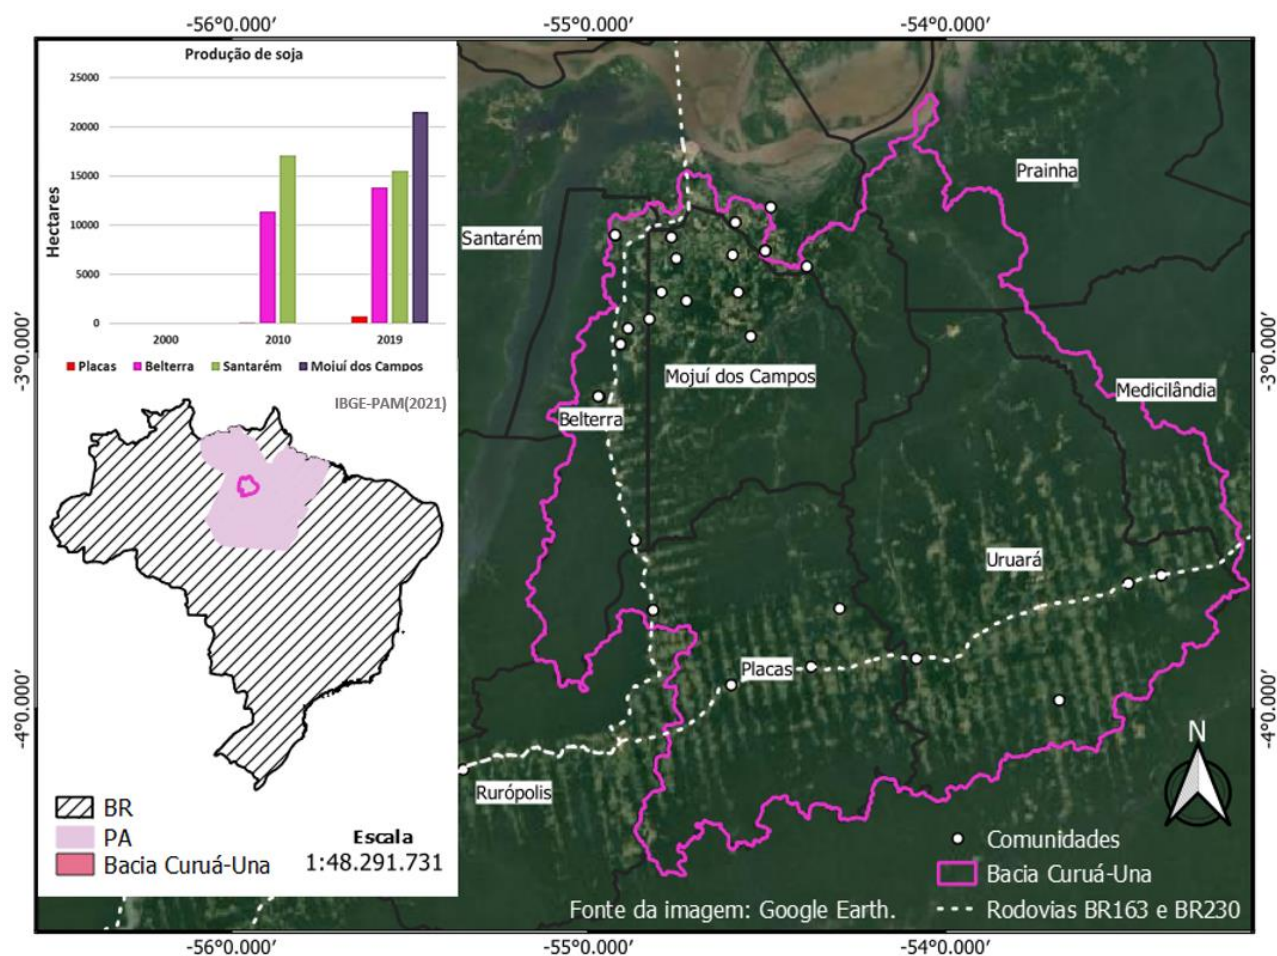 -56°0.000′
-55°0.000′
-54°0.000′
Produção de soja
25000
20000
15000
10000
5000
0
Hectares
2000
2010
2019
Placas
Belterra
Santarém
Mojuí dos Campos
IBGE-PAM(2021)
BR
PA
Bacia Curuá-Una
Escala
1:48.291.731
-3°0.000′
-4°0.000′
Prainha
Santarém
Mojuí dos Campos
Medicilândia
Belterra
Uruará
Placas
Rurópolis
N
Comunidades
Bacia Curuá-Una
Rodovias BR163 e BR230
Fonte da imagem: Google Earth.
-3°0.000′
-4°0.000′
-56°0.000′
-55°0.000′
-54°0.000′